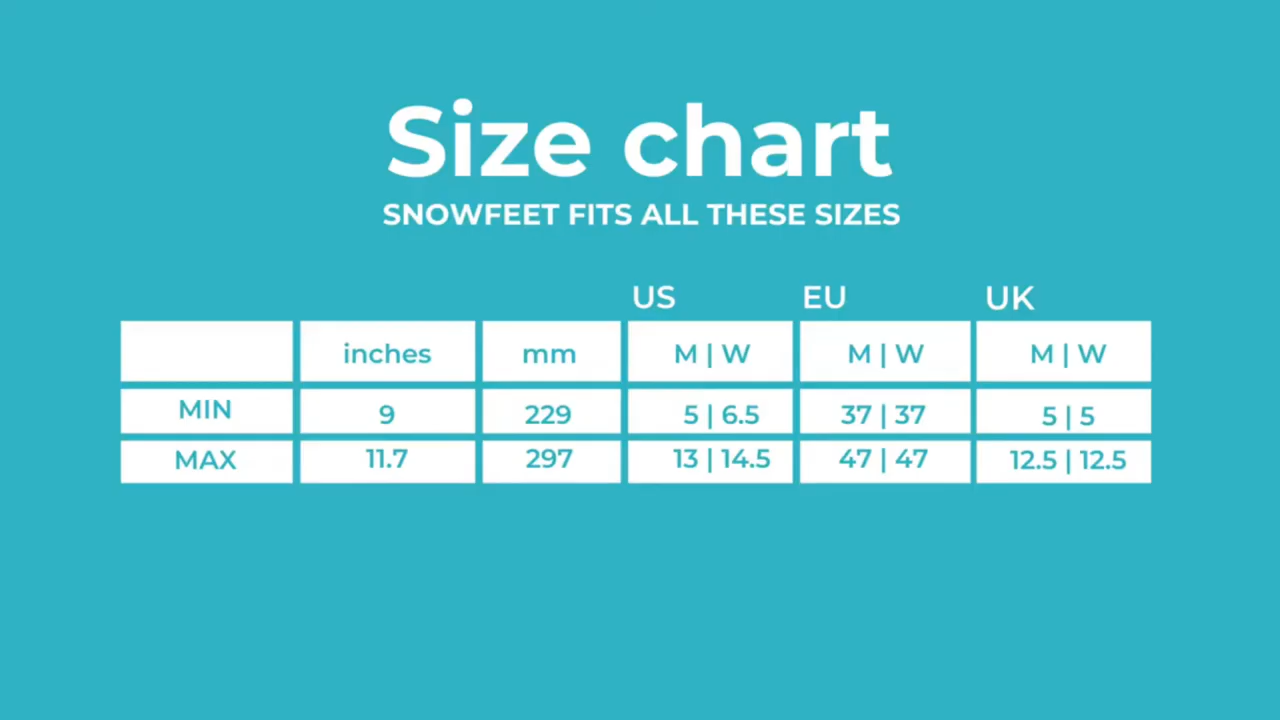 Size chart
SNOWFEET FITS ALL THESE SIZES
US EU UK
inches mm M | W M | W M | W
MIN 9 229 5 | 6.5 37 | 37 5 | 5
MAX 11.7 297 13 | 14.5 47 | 47 12.5 | 12.5